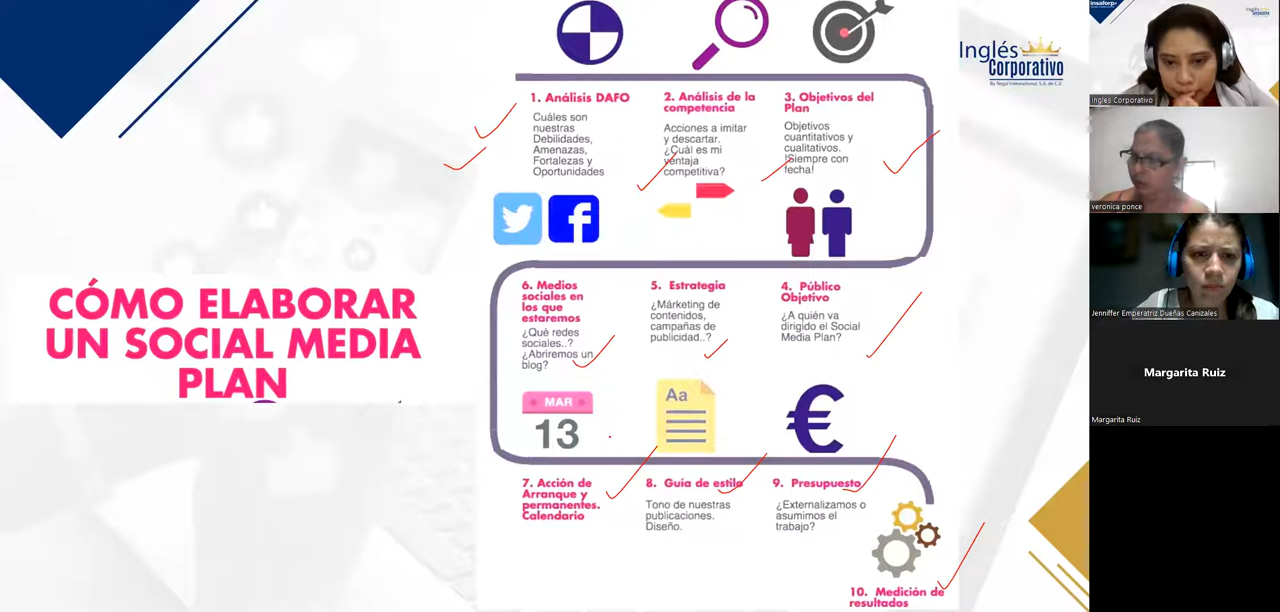 CÓMO ELABORAR
UN SOCIAL MEDIA
PLAN
Inglés
Corporativo
By Regal International, S.A. de C.V.
1. Análisis DAFO
Cuáles son
nuestras
Debilidades,
Amenazas,
Fortalezas y
Oportunidades
2. Análisis de la
competencia
Acciones a imitar
y descartar.
¿Cuál es mi
ventaja
competitiva?
3. Objetivos del
Plan
Objetivos
cuantitativos y
cualitativos.
!Siempre con
fecha!
6. Medios
sociales en
los que
estaremos
¿Qué redes
sociales..?
¿Abriremos un
blog?
5. Estrategia
¿Márketing de
contenidos,
campañas de
publicidad..?
4. Público
Objetivo
¿A quién va
dirigido el Social
Media Plan?
MAR
13
Aa
€
7. Acción de
Arranque y
permanentes.
Calendario
8. Guía de estilo
Tono de nuestras
publicaciones.
Diseño.
9. Presupuesto
¿Externalizamos o
asumimos el
trabajo?
10. Medición de
resultados
Insaforp
Ingles Corporativo
veronica ponce
Jenniffer Emperatriz Dueñas Canizales
Margarita Ruiz
Margarita Ruiz